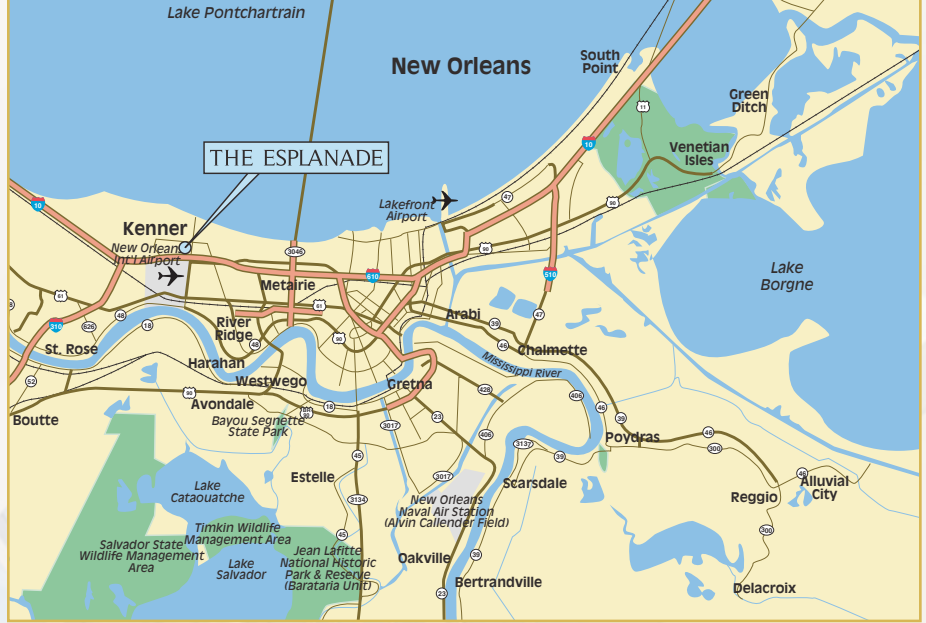 Lake Pontchartrain
New Orleans
South
Point
11
Green
Ditch
10
Venetian
Isles
THE ESPLANADE
10
Lakefront
Airport
47
90
Kenner
New Orleans
Int'l Airport
3046
90
610
510
Lake
Borgne
Metairie
61
61
48
18
626
310
River
Ridge
48
90
Arabi
39
47
46
Chalmette
St. Rose
Harahan
Mississippi River
52
Westwego
Gretna
428
406
90
Avondale
18
90
46
39
Boutte
Bayou Segnette
State Park
3017
23
406
3137
39
Poydras
46
300
45
Estelle
3017
Scarsdale
46
Alluvial
City
Reggio
Lake
Cataouatche
3134
New Orleans
Naval Air Station
(Alvin Callender Field)
300
Timkin Wildlife
Management Area
45
Salvador State
Wildlife Management
Area
Jean Lafitte
National Historic
Park & Reserve
(Barataria Unit)
Lake
Salvador
Oakville
39
Bertrandville
23
Delacroix